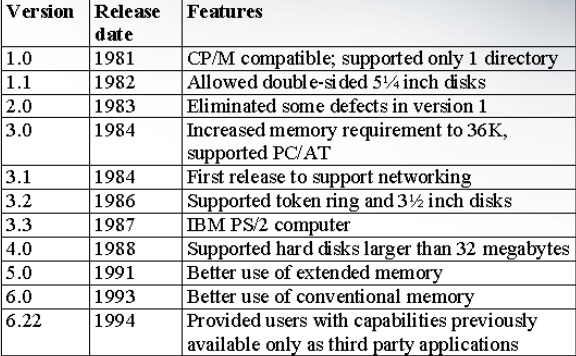 Version Release date Features
1.0 1981 CP/M compatible; supported only 1 directory
1.1 1982 Allowed double-sided 5¼ inch disks
2.0 1983 Eliminated some defects in version 1
3.0 1984 Increased memory requirement to 36K,
supported PC/AT
3.1 1984 First release to support networking
3.2 1986 Supported token ring and 3½ inch disks
3.3 1987 IBM PS/2 computer
4.0 1988 Supported hard disks larger than 32 megabytes
5.0 1991 Better use of extended memory
6.0 1993 Better use of conventional memory
6.22 1994 Provided users with capabilities previously
available only as third party applications